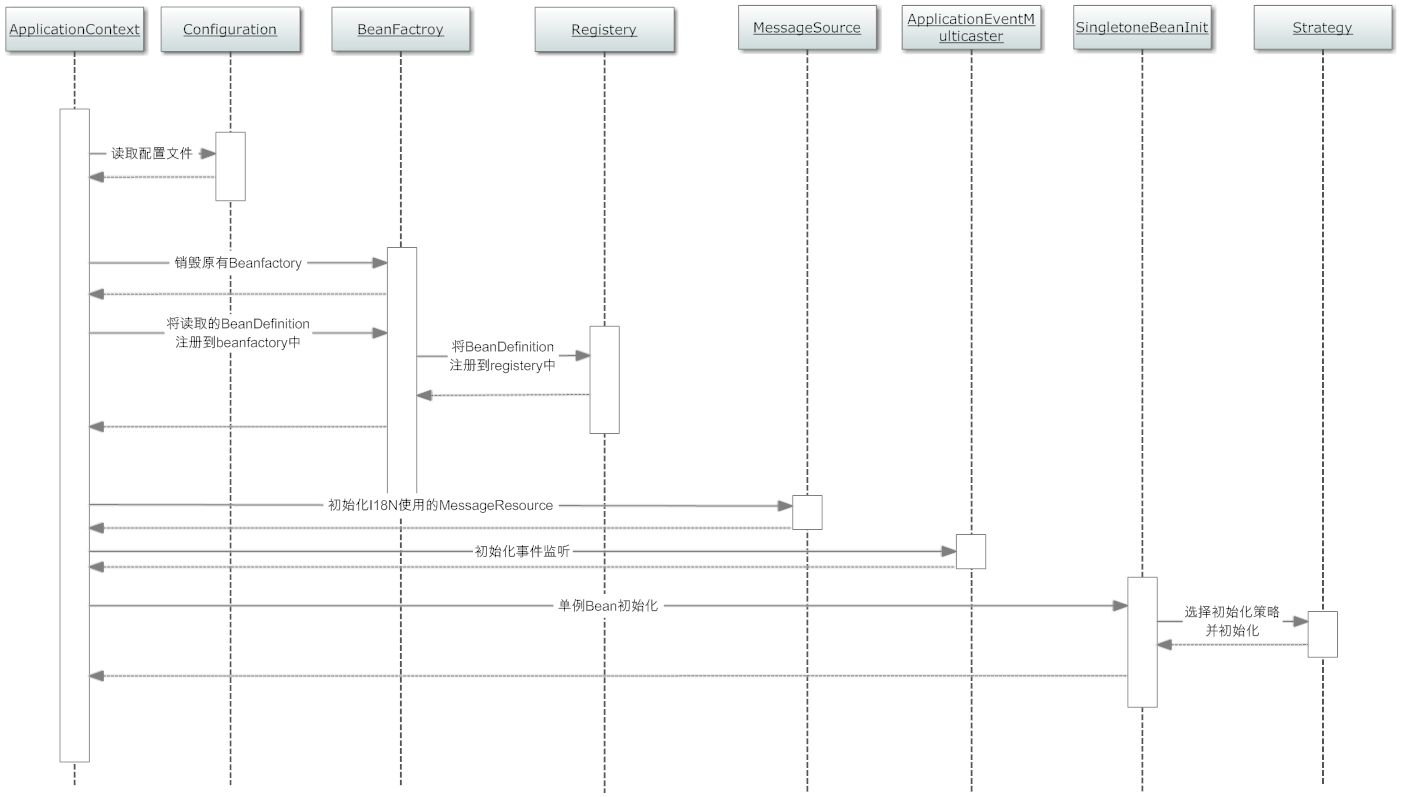 ApplicationContext
Configuration
BeanFactroy
Registery
MessageSource
ApplicationEventM
ulticaster
SingletoneBeanInit
Strategy
读取配置文件
销毁原有Beanfactory
将读取的BeanDefinition
注册到beanfactory中
将BeanDefinition
注册到registery中
初始化I18N使用的MessageResource
初始化事件监听
单例Bean初始化
选择初始化策略
并初始化